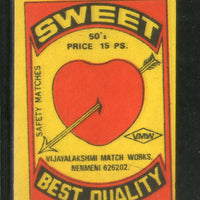 SWEET
50's
PRICE 15 PS.
SAFETY MATCHES
VMW
VIJAYALAKSHMI MATCH WORKS.
NENMENI 626202.
BEST QUALITY